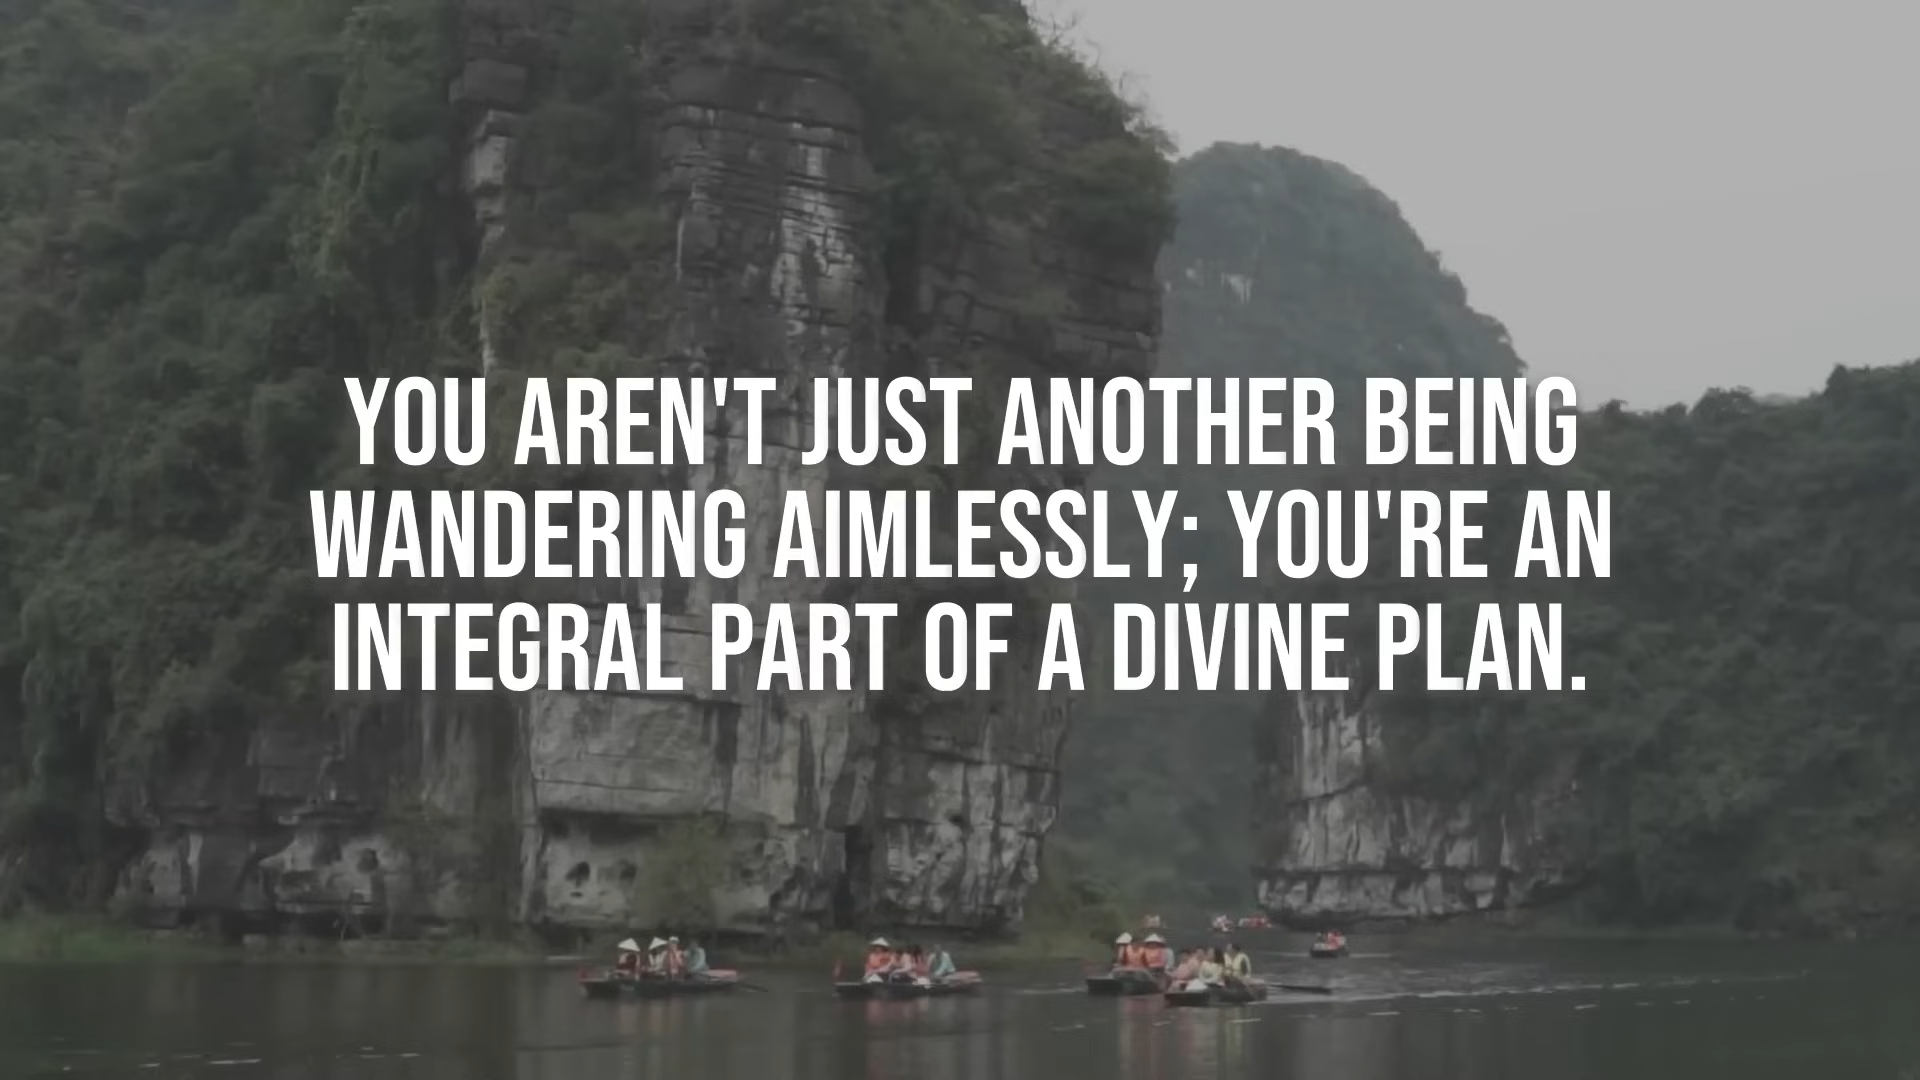 YOU AREN'T JUST ANOTHER BEING
WANDERING AIMLESSLY; YOU'RE AN
INTEGRAL PART OF A DIVINE PLAN.